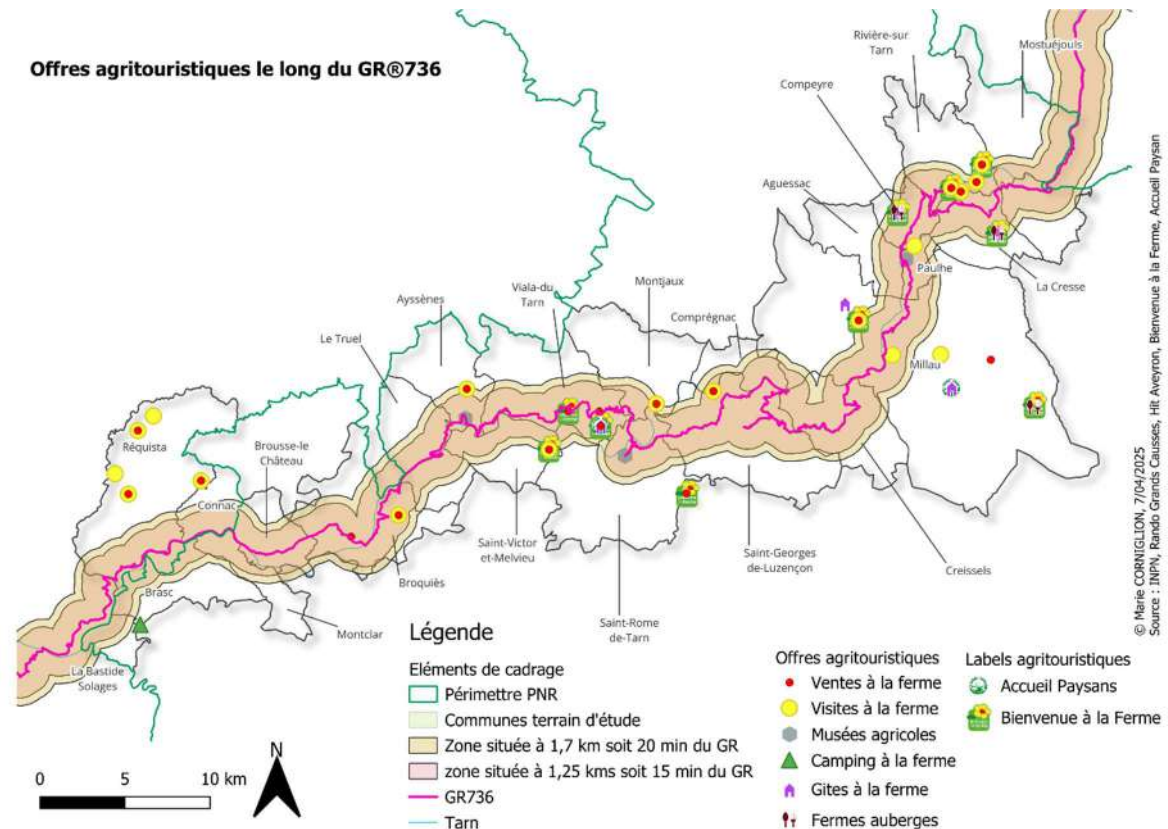 Offres agritouristiques le long du GR®736
Rivière-sur
Tarn
Mostuéjouls
Compeyre
Aguessac
Paulhe
La Cresse
Montjaux
Viala-du
Tarn
Ayssènes
Comprégnac
Le Truel
Millau
Réquista
Brousse-le
Château
Connac
Saint-Victor
et-Melvieu
Saint-Georges
de-Luzençon
Creissels
Broquiès
Brasc
Montclar
Saint-Rome
de-Tarn
La Bastide
Solages
Légende
Eléments de cadrage
Périmettre PNR
Communes terrain d'étude
Zone située à 1,7 km soit 20 min du GR
zone située à 1,25 kms soit 15 min du GR
GR736
Tarn
Offres agritouristiques
Ventes à la ferme
Visites à la ferme
Musées agricoles
Camping à la ferme
Gites à la ferme
Fermes auberges
Labels agritouristiques
Accueil Paysans
Bienvenue à la Ferme
N
0 5 10 km
© Marie CORNIGLION, 7/04/2025
Source : INPN, Rando Grands Causses, Hit Aveyron, Bienvenue à la Ferme, Accueil Paysan